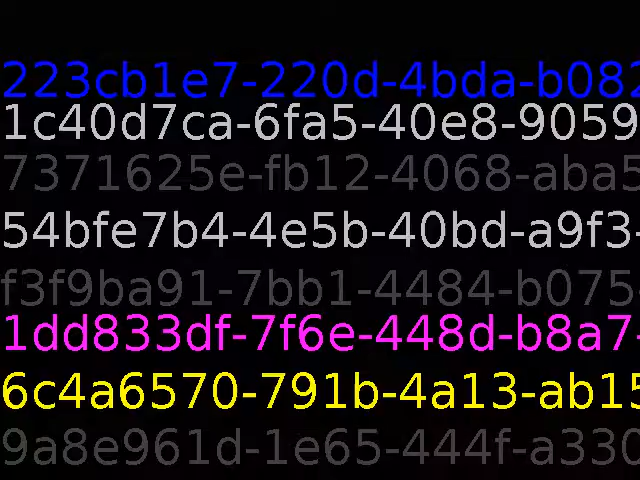 223cb1e7-220d-4bda-b082
1c40d7ca-6fa5-40e8-9059
7371625e-fb12-4068-aba5
54bfe7b4-4e5b-40bd-a9f3-
f3f9ba91-7bb1-4484-b075-
1dd833df-7f6e-448d-b8a7-
6c4a6570-791b-4a13-ab15
9a8e961d-1e65-444f-a330